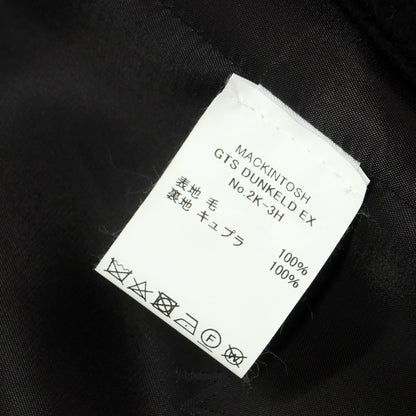 MACKINTOSH
GTS DUNKELD EX
No.2K-3H
表地 毛 100%
裏地 キュプラ 100%
F
W